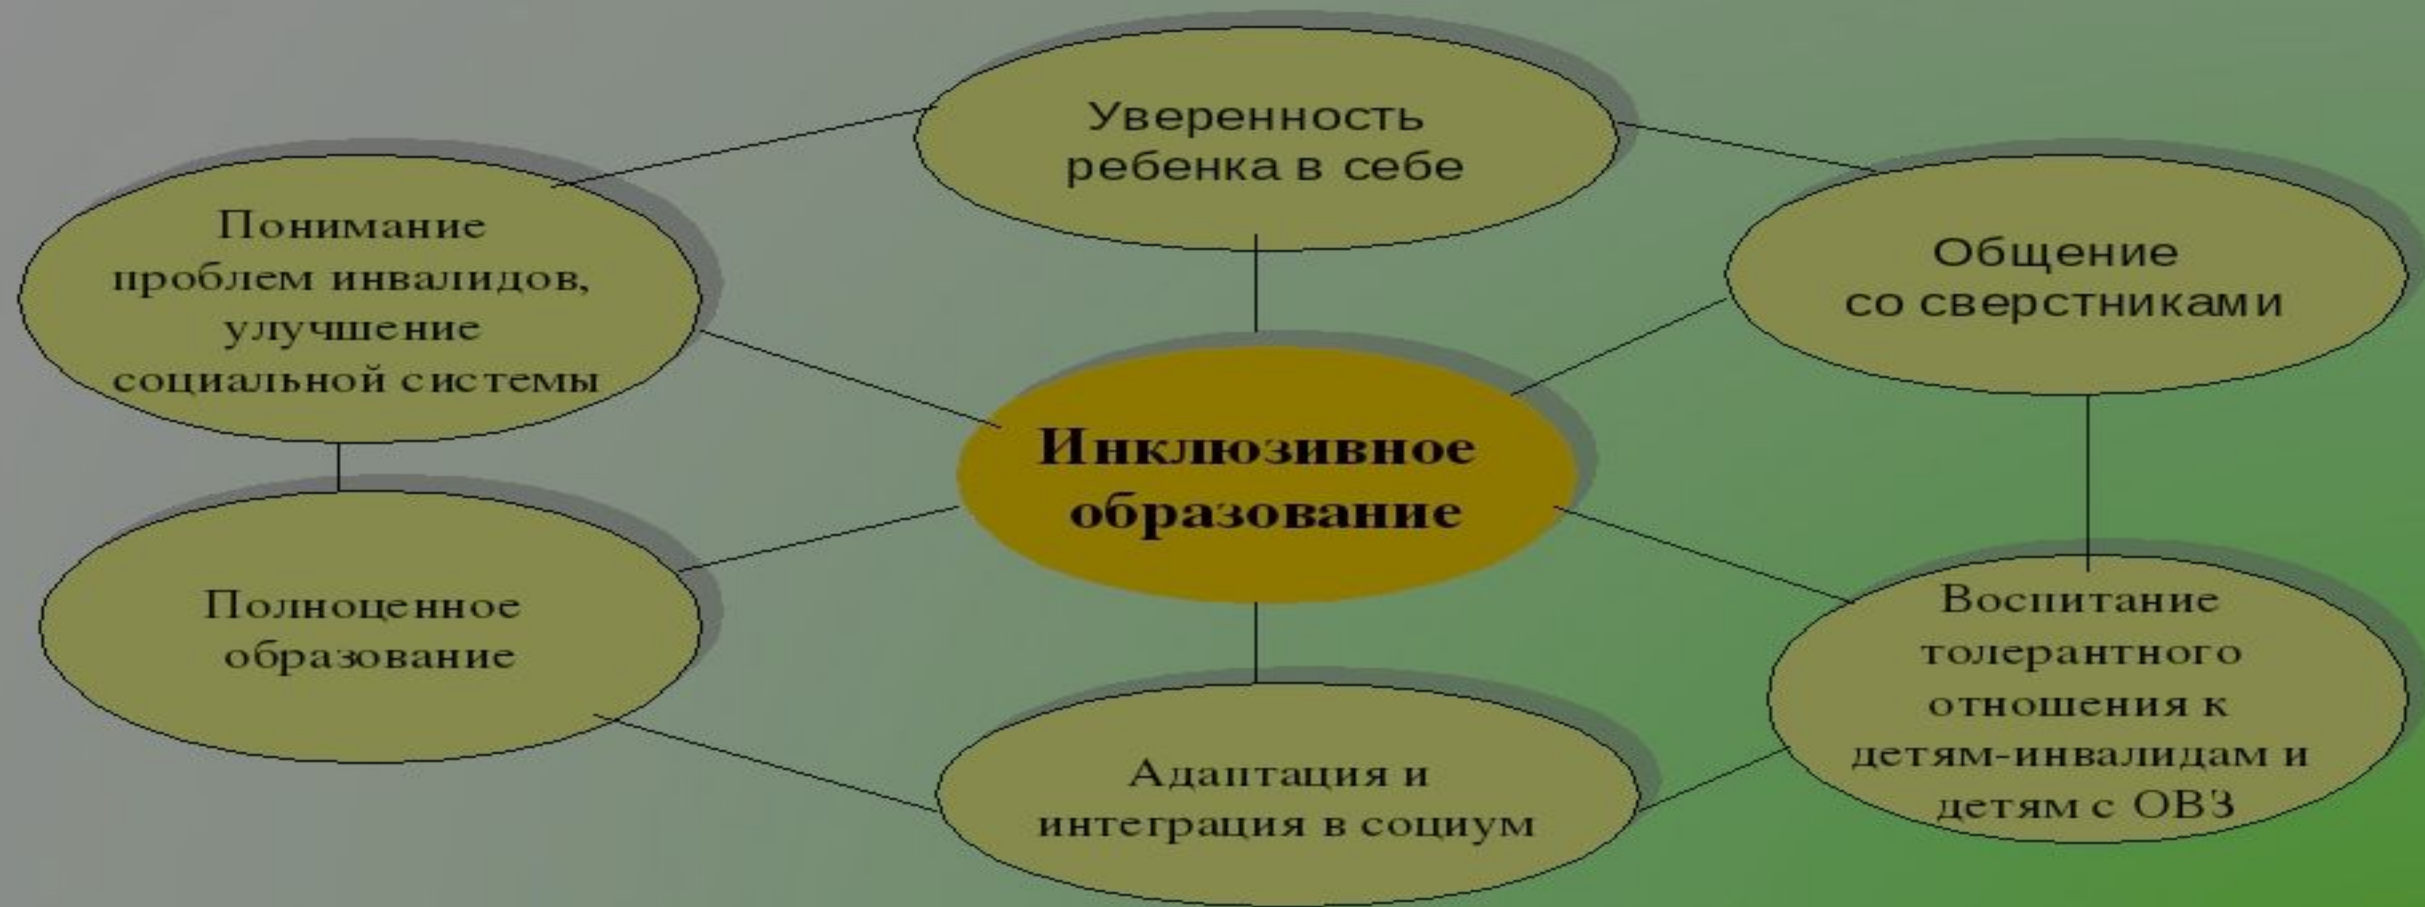 Уверенность
ребенка в себе
Понимание
проблем инвалидов,
улучшение
социальной системы
Общение
со сверстниками
Инклюзивное
образование
Полноценное
образование
Воспитание
толерантного
отношения к
детям-инвалидам и
детям с ОВЗ
Адаптация и
интеграция в социум